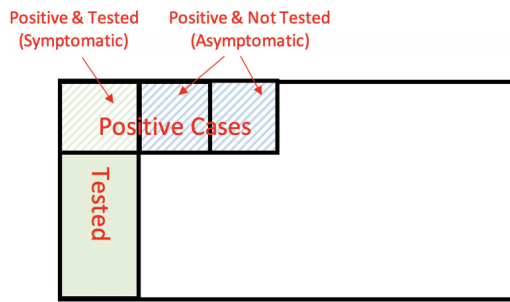 Positive & Tested
(Symptomatic)
Positive & Not Tested
(Asymptomatic)
Positive Cases
Tested